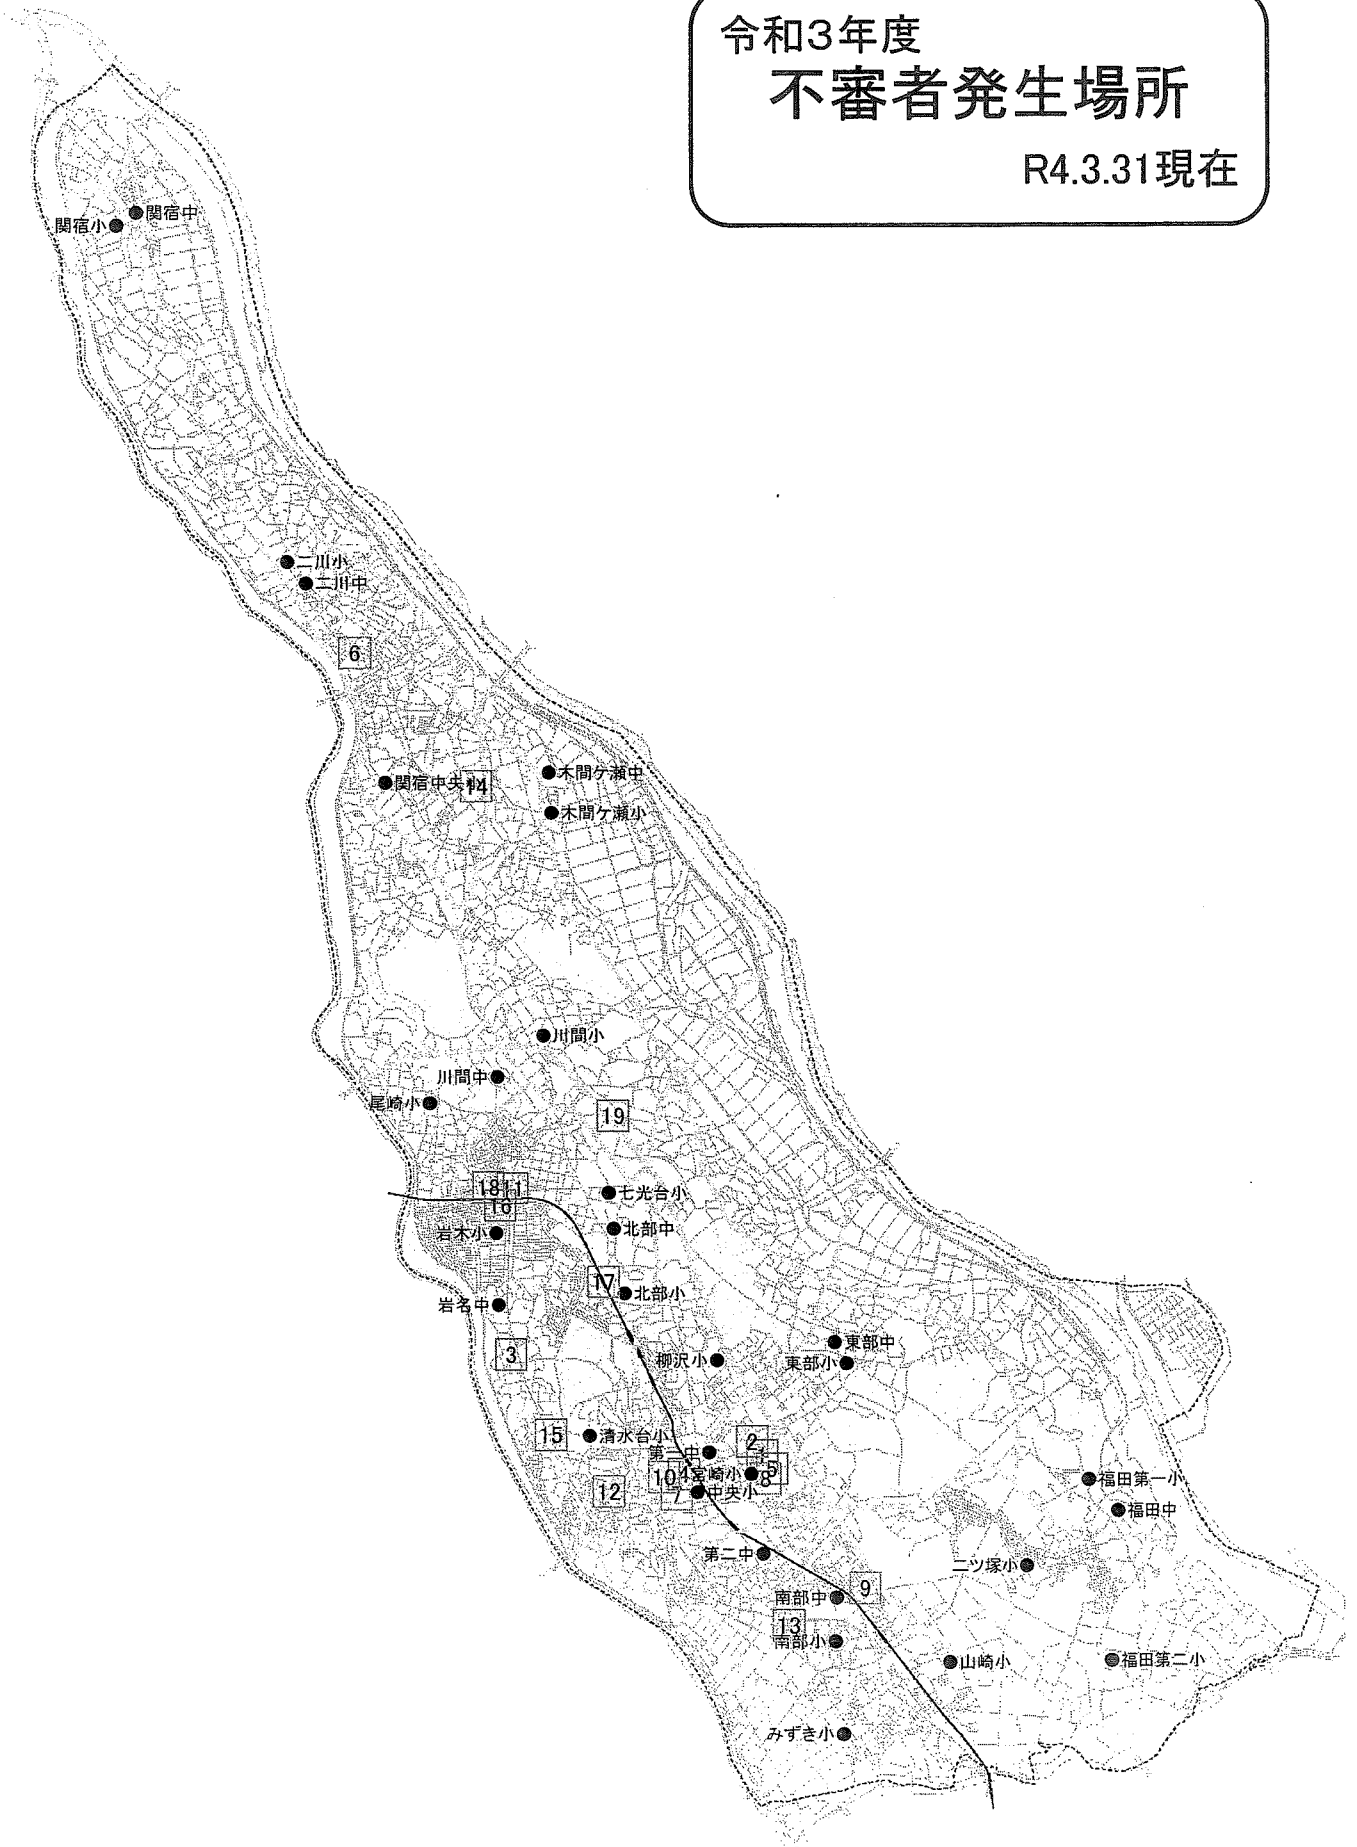 令和3年度
不審者発生場所
R4.3.31現在
関宿中
関宿小
二川小
二川中
6
関宿中央
14
木間ケ瀬中
木間ケ瀬小
川間小
川間中
尾崎小
19
18
11
16
七光台小
岩木小
北部中
17
北部小
岩名中
東部中
3
柳沢小
東部小
15
清水台小
2
第一中
1
10
4
宮崎小
5
8
福田第一小
12
7
中央小
福田中
第二中
二ツ塚小
9
南部中
13
南部小
山崎小
福田第二小
みずき小